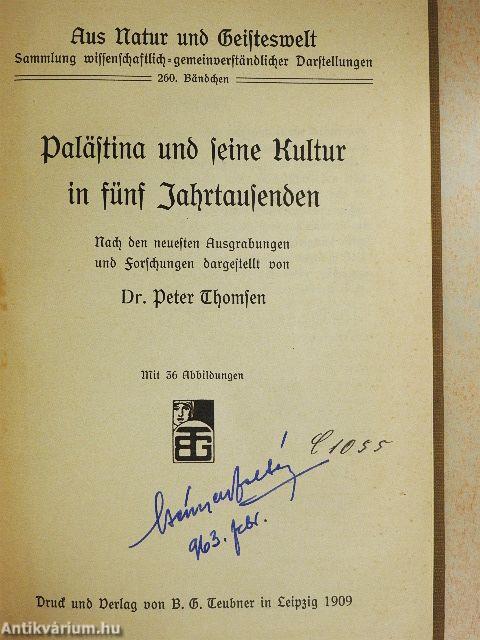 Aus Natur und Geisteswelt
Sammlung wissenschaftlich-gemeinverständlicher Darstellungen
260. Bändchen
Palästina und seine Kultur
in fünf Jahrtausenden
Nach den neuesten Ausgrabungen
und Forschungen dargestellt von
Dr. Peter Thomsen
Mit 36 Abbildungen
BTG
1055
963. febr.
Druck und Verlag von B. G. Teubner in Leipzig 1909
Antikvárium.hu